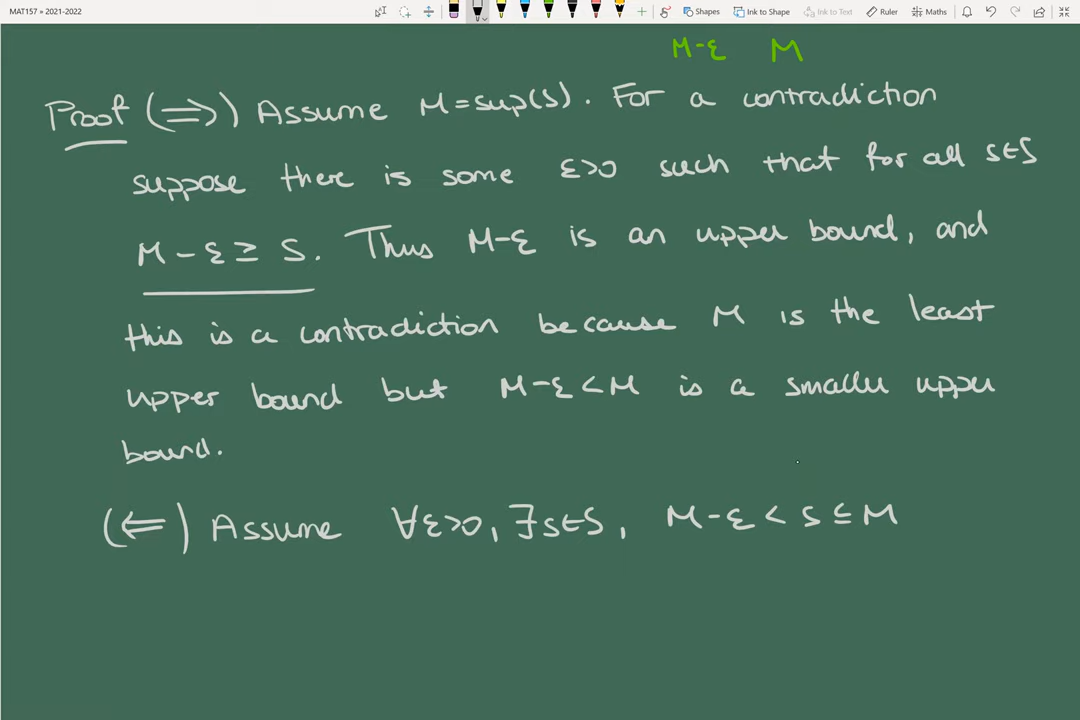 MAT157 » 2021-2022
Shapes Ink to Shape Ink to Text Ruler Maths
M-ε M
Proof (⟹) Assume M=sup(S). For a contradiction
suppose there is some ε>0 such that for all s∈S
M-ε≥s. Thus M-ε is an upper bound, and
this is a contradiction because M is the least
upper bound but M-ε<M is a smaller upper
bound.
(⟸) Assume ∀ε>0, ∃s∈S, M-ε<s≤M